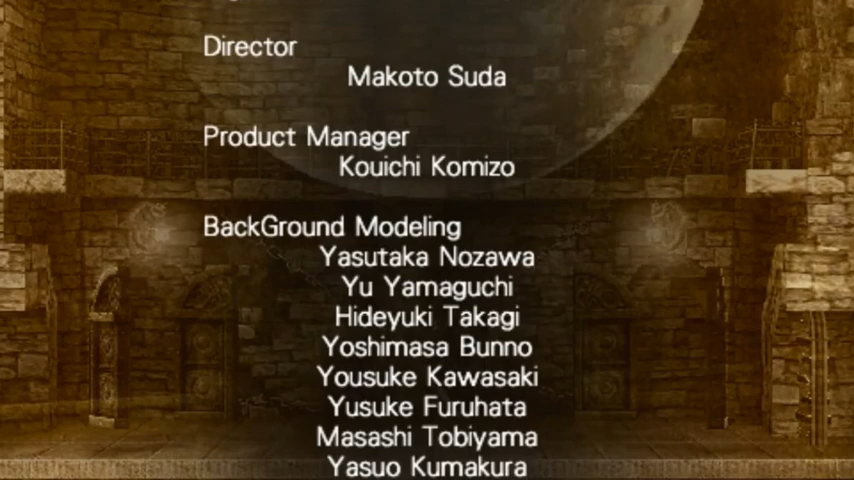 Director
Makoto Suda
Product Manager
Kouichi Komizo
BackGround Modeling
Yasutaka Nozawa
Yu Yamaguchi
Hideyuki Takagi
Yoshimasa Bunno
Yousuke Kawasaki
Yusuke Furuhata
Masashi Tobiyama
Yasuo Kumakura